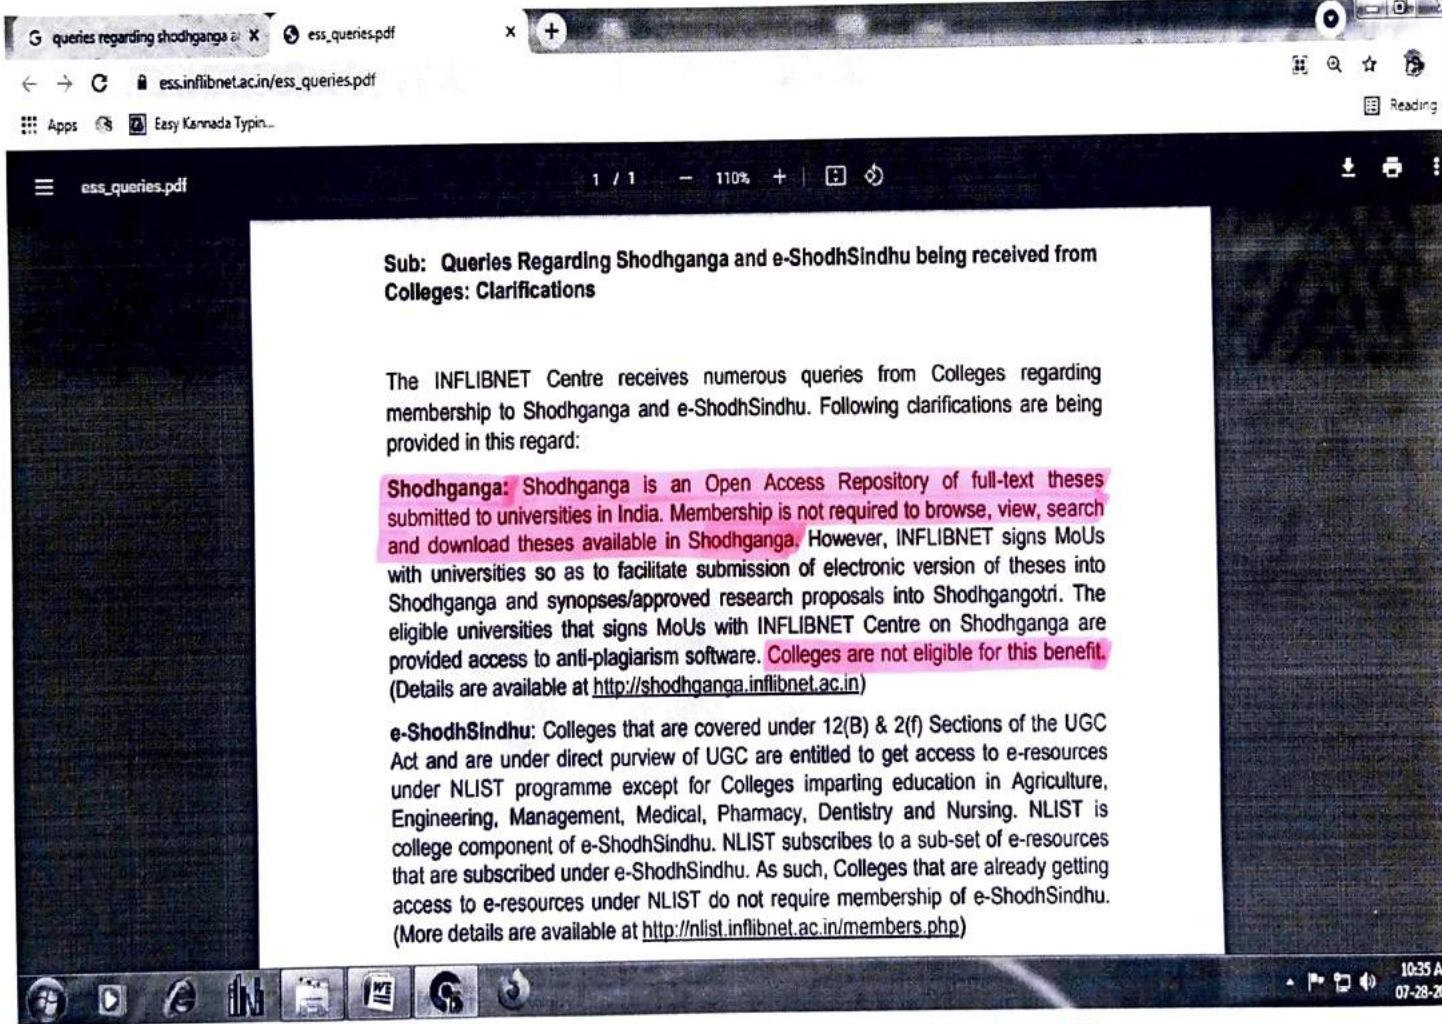 queries regarding shodhganga a
ess_queries.pdf
ess.inflibnet.ac.in/ess_queries.pdf
Reading
Apps
Easy Kannada Typin...
ess_queries.pdf
1 / 1 — 110% +
Sub: Queries Regarding Shodhganga and e-ShodhSindhu being received from
Colleges: Clarifications
The INFLIBNET Centre receives numerous queries from Colleges regarding
membership to Shodhganga and e-ShodhSindhu. Following clarifications are being
provided in this regard:
Shodhganga: Shodhganga is an Open Access Repository of full-text theses
submitted to universities in India. Membership is not required to browse, view, search
and download theses available in Shodhganga. However, INFLIBNET signs MoUs
with universities so as to facilitate submission of electronic version of theses into
Shodhganga and synopses/approved research proposals into Shodhgangotri. The
eligible universities that signs MoUs with INFLIBNET Centre on Shodhganga are
provided access to anti-plagiarism software. Colleges are not eligible for this benefit.
(Details are available at http://shodhganga.inflibnet.ac.in)
e-ShodhSindhu: Colleges that are covered under 12(B) & 2(f) Sections of the UGC
Act and are under direct purview of UGC are entitled to get access to e-resources
under NLIST programme except for Colleges imparting education in Agriculture,
Engineering, Management, Medical, Pharmacy, Dentistry and Nursing. NLIST is
college component of e-ShodhSindhu. NLIST subscribes to a sub-set of e-resources
that are subscribed under e-ShodhSindhu. As such, Colleges that are already getting
access to e-resources under NLIST do not require membership of e-ShodhSindhu.
(More details are available at http://nlist.inflibnet.ac.in/members.php)
10:35 A
07-28-20